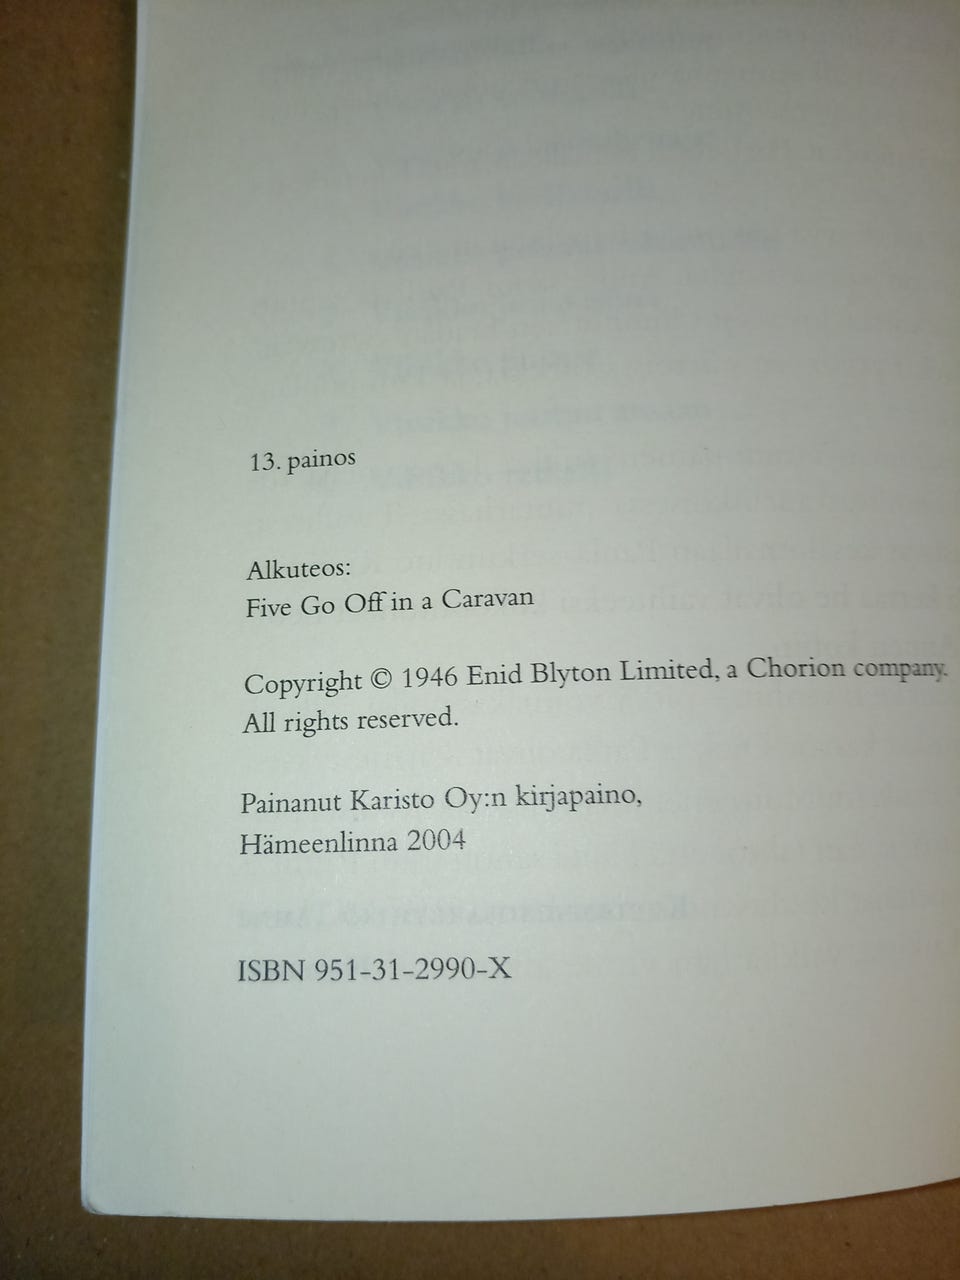 13. painos
Alkuteos:
Five Go Off in a Caravan
Copyright © 1946 Enid Blyton Limited, a Chorion company.
All rights reserved.
Painanut Karisto Oy:n kirjapaino,
Hämeenlinna 2004
ISBN 951-31-2990-X